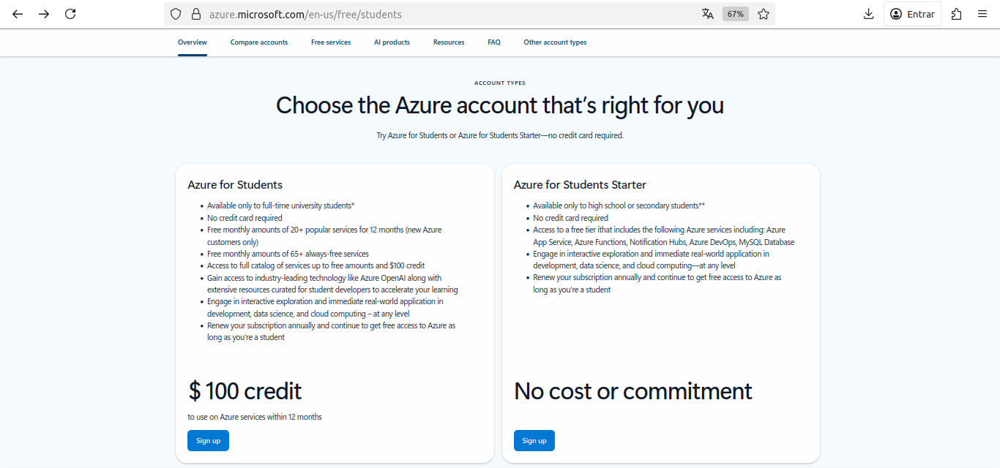 azure.microsoft.com/en-us/free/students
67%
Entrar
Overview
Compare accounts
Free services
AI products
Resources
FAQ
Other account types
ACCOUNT TYPES
Choose the Azure account that's right for you
Try Azure for Students or Azure for Students Starter—no credit card required.
Azure for Students
• Available only to full-time university students*
• No credit card required
• Free monthly amounts of 20+ popular services for 12 months (new Azure
customers only)
• Free monthly amounts of 65+ always-free services
• Access to full catalog of services up to free amounts and $100 credit
• Gain access to industry-leading technology like Azure OpenAI along with
extensive resources curated for student developers to accelerate your learning
• Engage in interactive exploration and immediate real-world application in
development, data science, and cloud computing – at any level
• Renew your subscription annually and continue to get free access to Azure as
long as you're a student
$ 100 credit
to use on Azure services within 12 months
Sign up
Azure for Students Starter
• Available only to high school or secondary students**
• No credit card required
• Access to a free tier ithat includes the following Azure services including: Azure
App Service, Azure Functions, Notification Hubs, Azure DevOps, MySQL Database
• Engage in interactive exploration and immediate real-world application in
development, data science, and cloud computing—at any level
• Renew your subscription annually and continue to get free access to Azure as
long as you're a student
No cost or commitment
Sign up